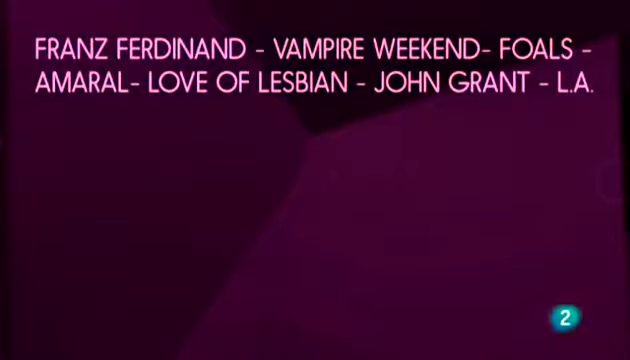 FRANZ FERDINAND - VAMPIRE WEEKEND- FOALS -
AMARAL- LOVE OF LESBIAN - JOHN GRANT - L.A.
2